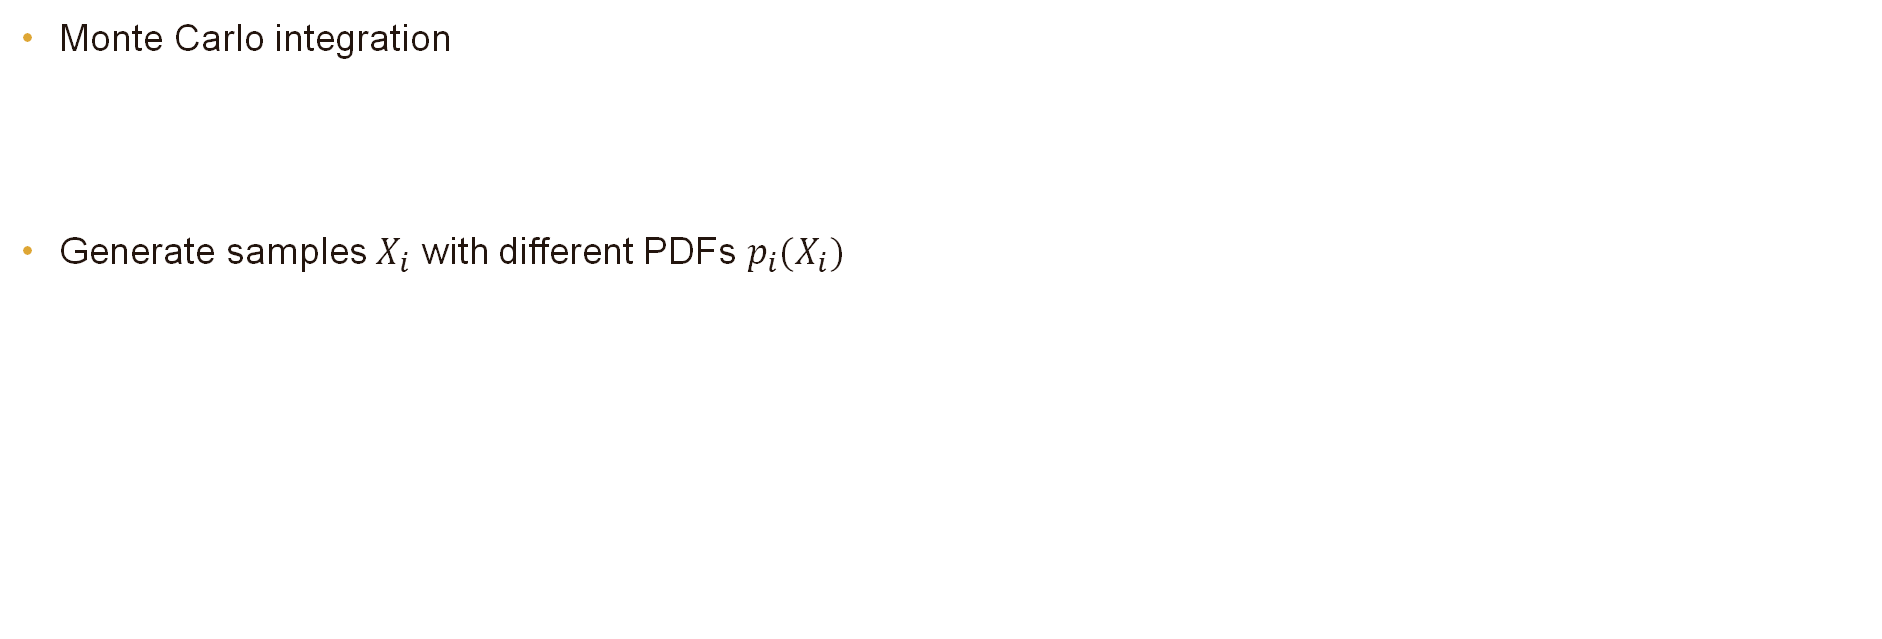 • Monte Carlo integration
• Generate samples $X_i$ with different PDFs $p_i(X_i)$